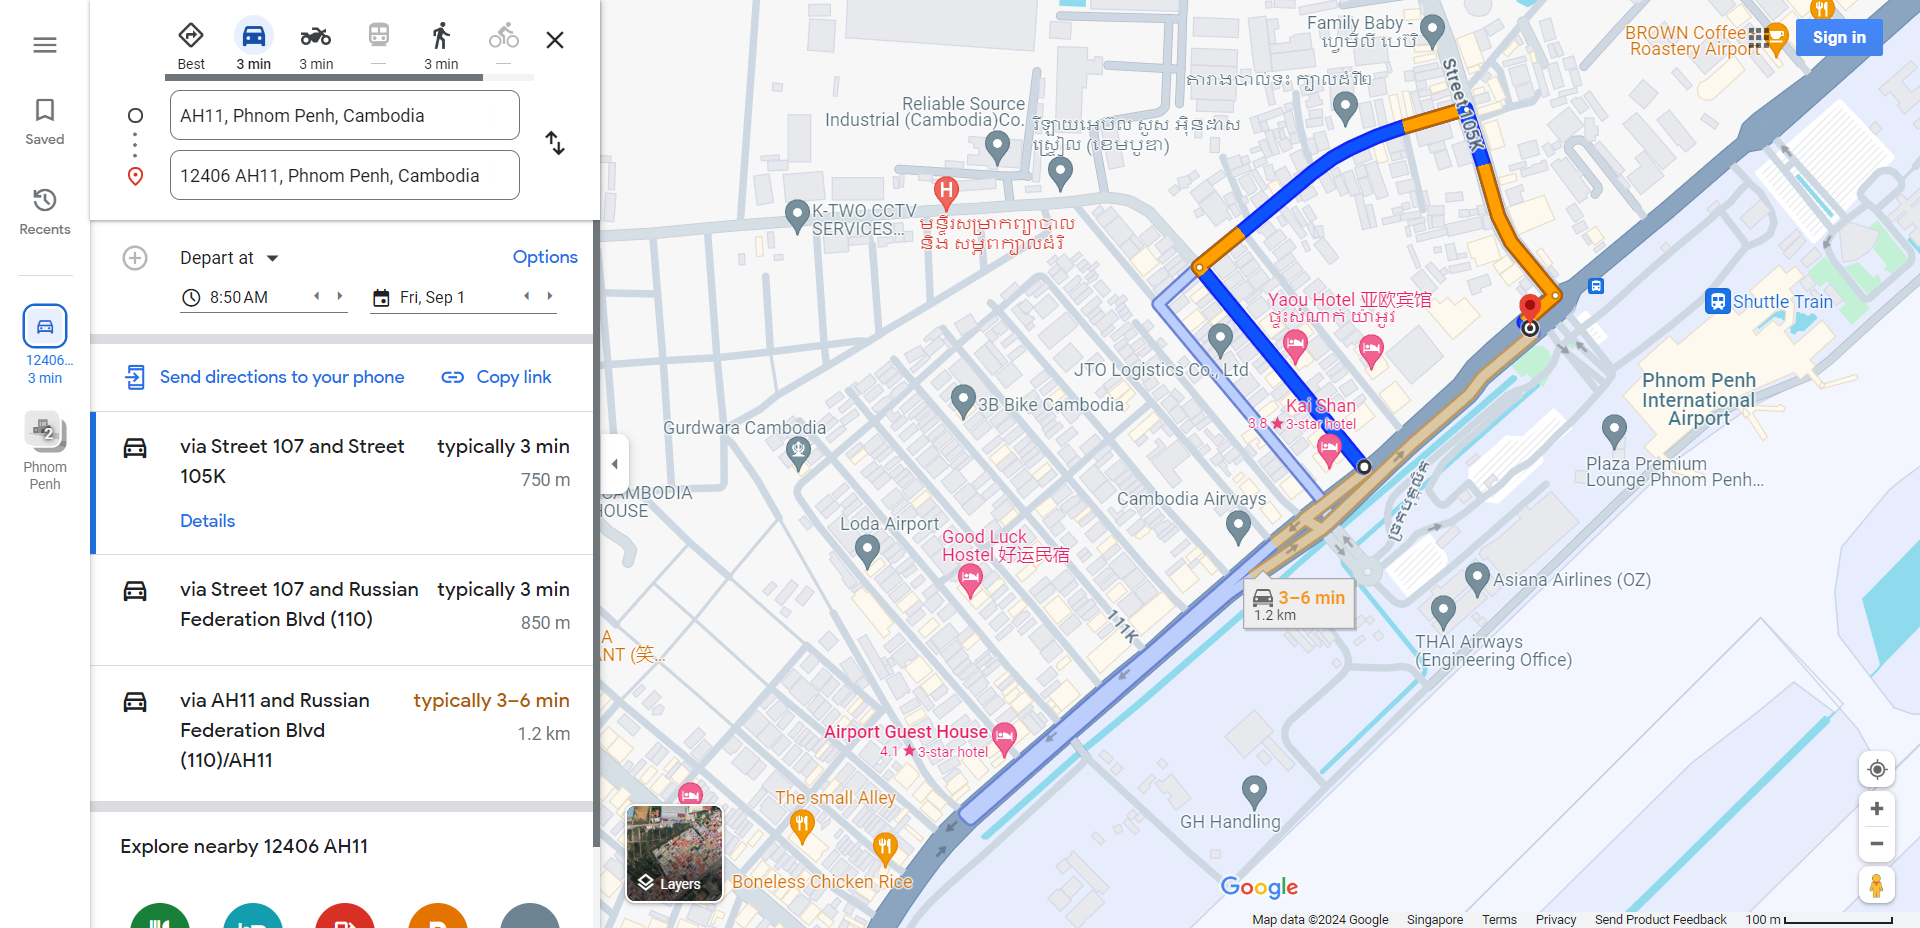 Saved
Recents
12406...
3 min
2
Phnom
Penh
Best
3 min
3 min
—
3 min
—
AH11, Phnom Penh, Cambodia
12406 AH11, Phnom Penh, Cambodia
Depart at
Options
8:50 AM
Fri, Sep 1
Send directions to your phone
Copy link
via Street 107 and Street
105K
typically 3 min
750 m
Details
via Street 107 and Russian
Federation Blvd (110)
typically 3 min
850 m
via AH11 and Russian
Federation Blvd
(110)/AH11
typically 3–6 min
1.2 km
Explore nearby 12406 AH11
Family Baby -
ហ្វេមីលី បេប៊ី
BROWN Coffee
Roastery Airport
Sign in
Street 105K
Reliable Source
Industrial (Cambodia)Co.
K-TWO CCTV
SERVICES...
H
Yaou Hotel 亚欧宾馆
Shuttle Train
JTO Logistics Co., Ltd
Phnom Penh
International
Airport
3B Bike Cambodia
Kai Shan
3.8 ★ 3-star hotel
Gurdwara Cambodia
Plaza Premium
Lounge Phnom Penh...
CAMBODIA
HOUSE
Cambodia Airways
Loda Airport
Good Luck
Hostel 好运民宿
Asiana Airlines (OZ)
3–6 min
1.2 km
111K
THAI Airways
(Engineering Office)
A
ANT (笑...
Airport Guest House
4.1 ★ 3-star hotel
The small Alley
GH Handling
Boneless Chicken Rice
Layers
Google
Map data ©2024 Google
Singapore
Terms
Privacy
Send Product Feedback
100 m